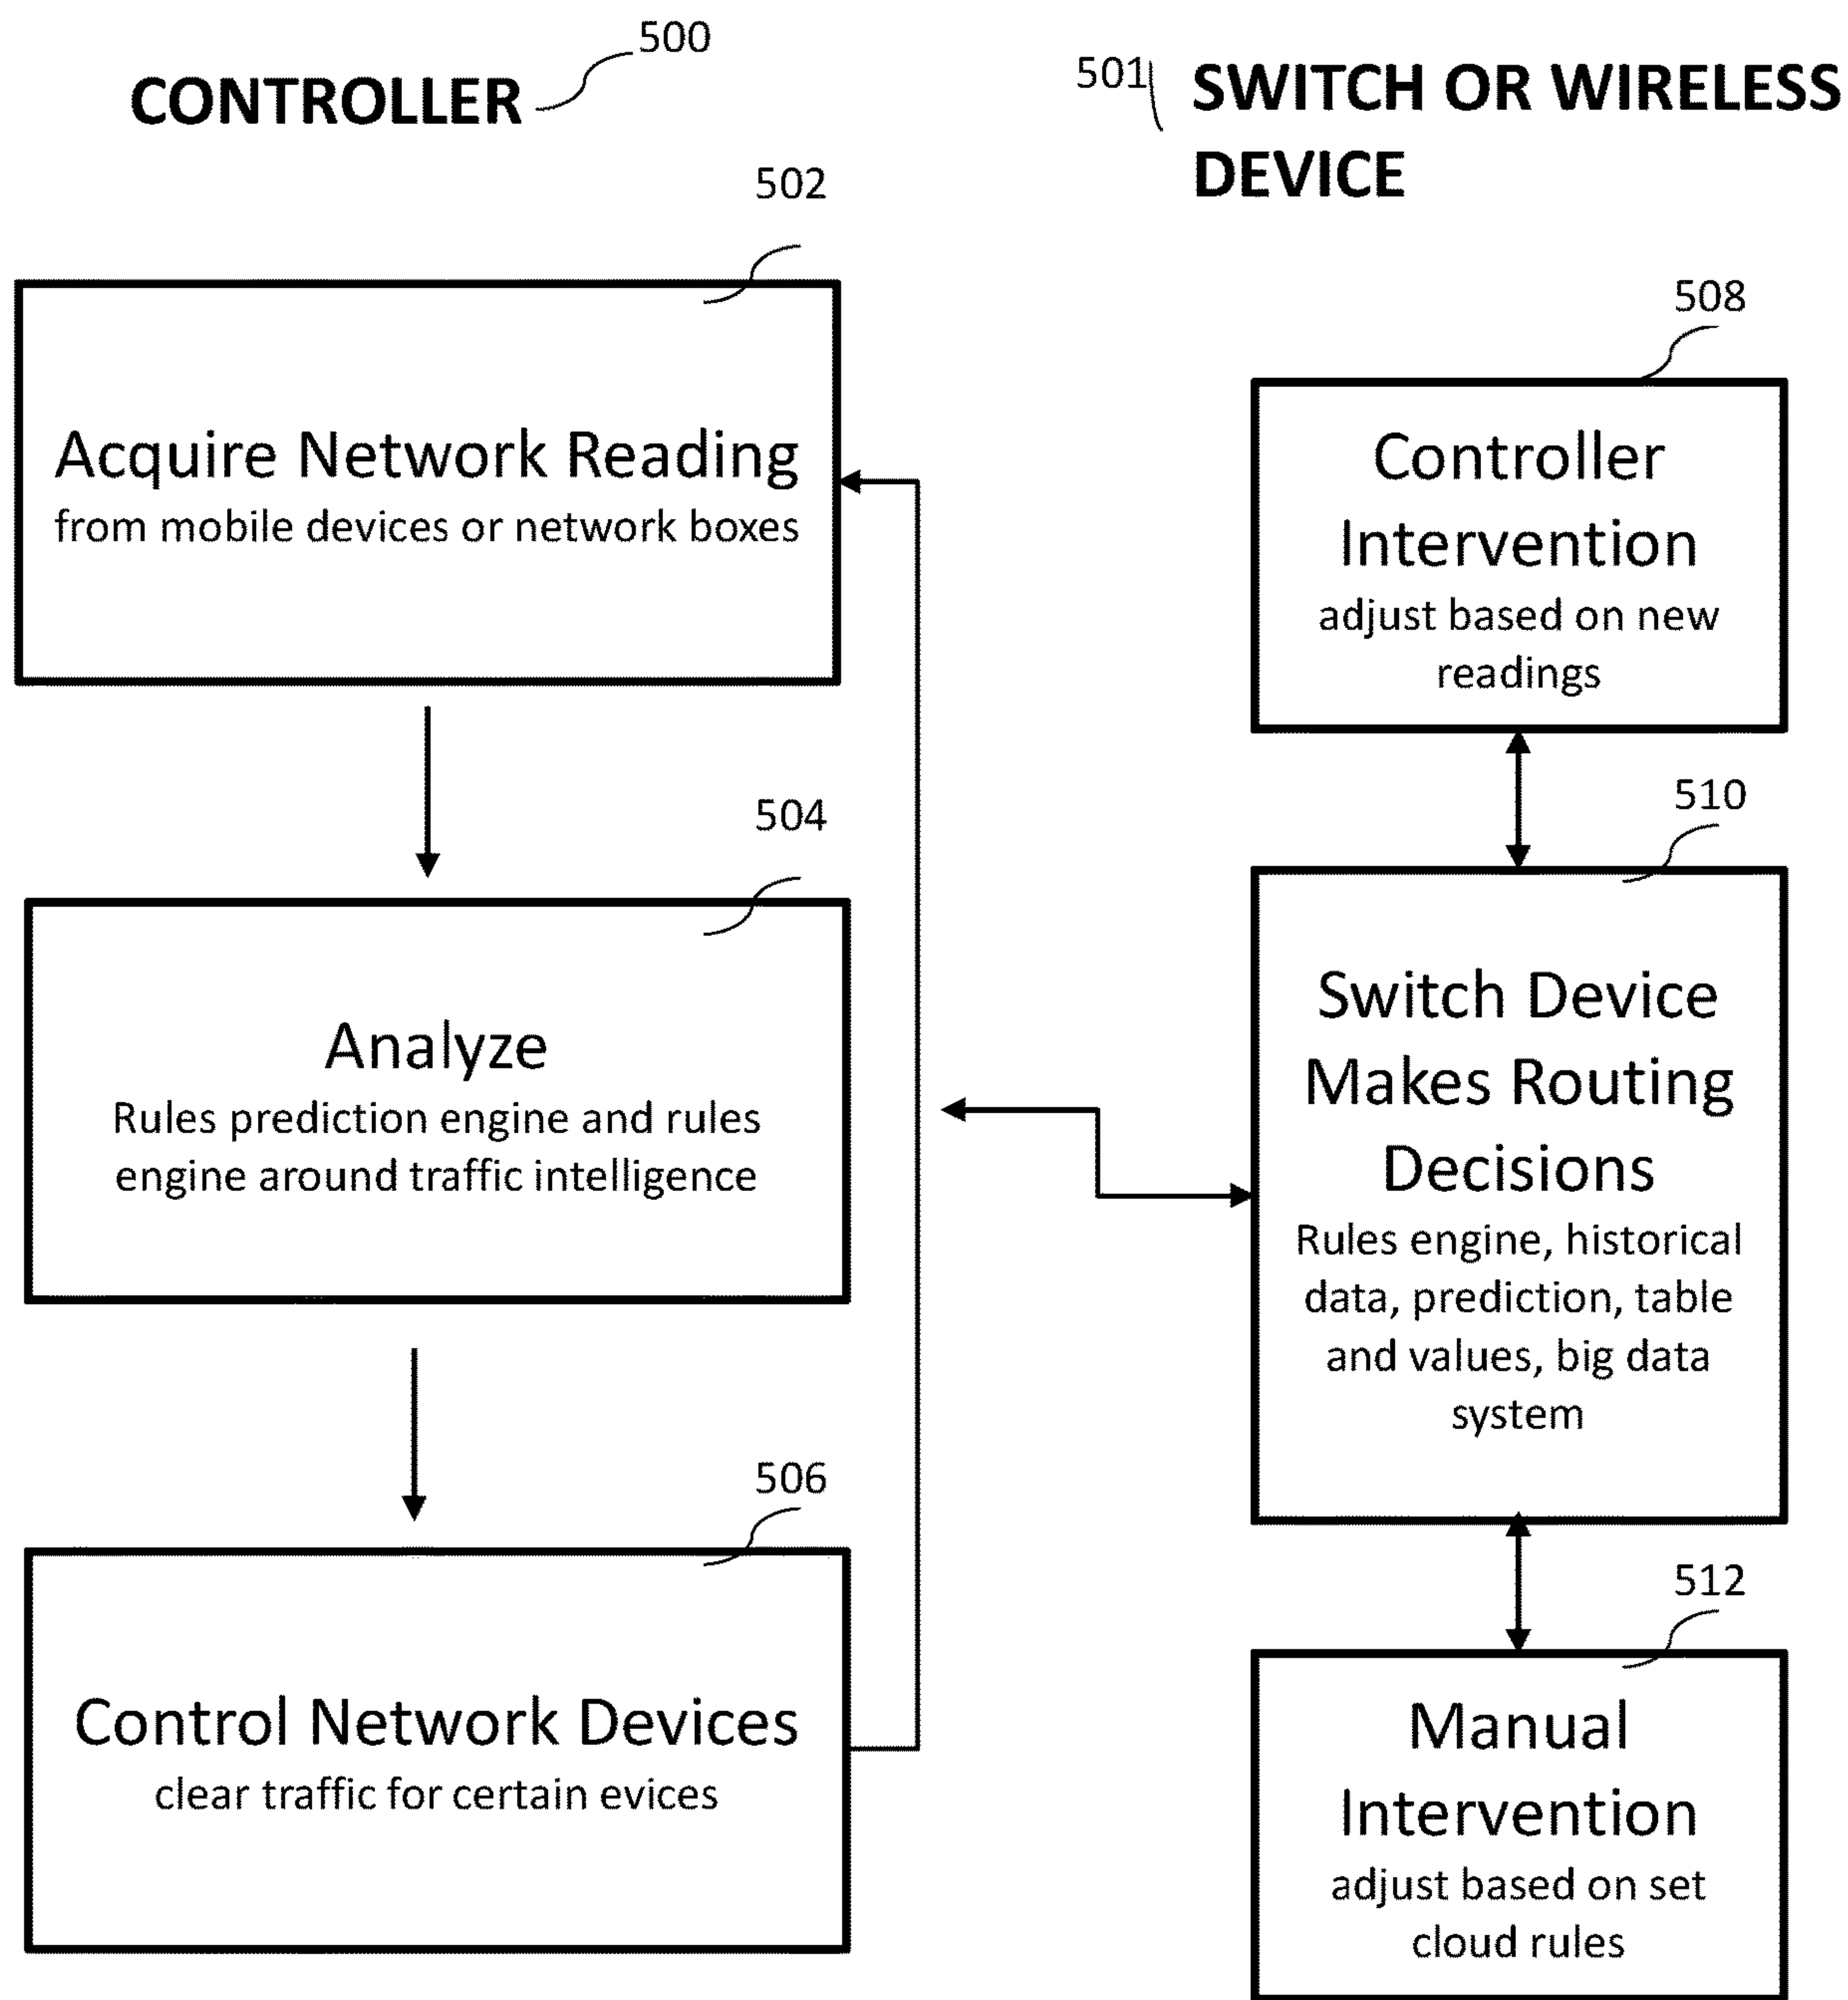 CONTROLLER
500
501
SWITCH OR WIRELESS
DEVICE
502
Acquire Network Reading
from mobile devices or network boxes
504
Analyze
Rules prediction engine and rules
engine around traffic intelligence
506
Control Network Devices
clear traffic for certain evices
508
Controller
Intervention
adjust based on new
readings
510
Switch Device
Makes Routing
Decisions
Rules engine, historical
data, prediction, table
and values, big data
system
512
Manual
Intervention
adjust based on set
cloud rules